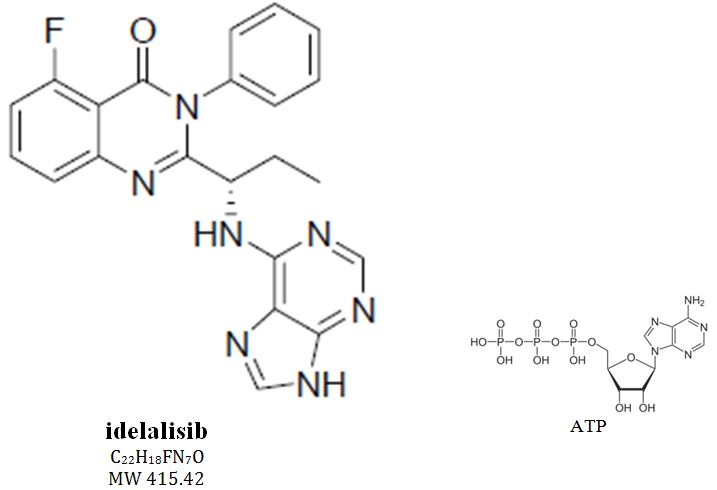 F
O
N
N
HN
N
N
N
NH
idelalisib
C₂₂H₁₈FN₇O
MW 415.42
NH₂
N
N
N
N
O
O
O
HO
P
O
P
O
P
O
O
OH
OH
OH
OH
OH
ATP